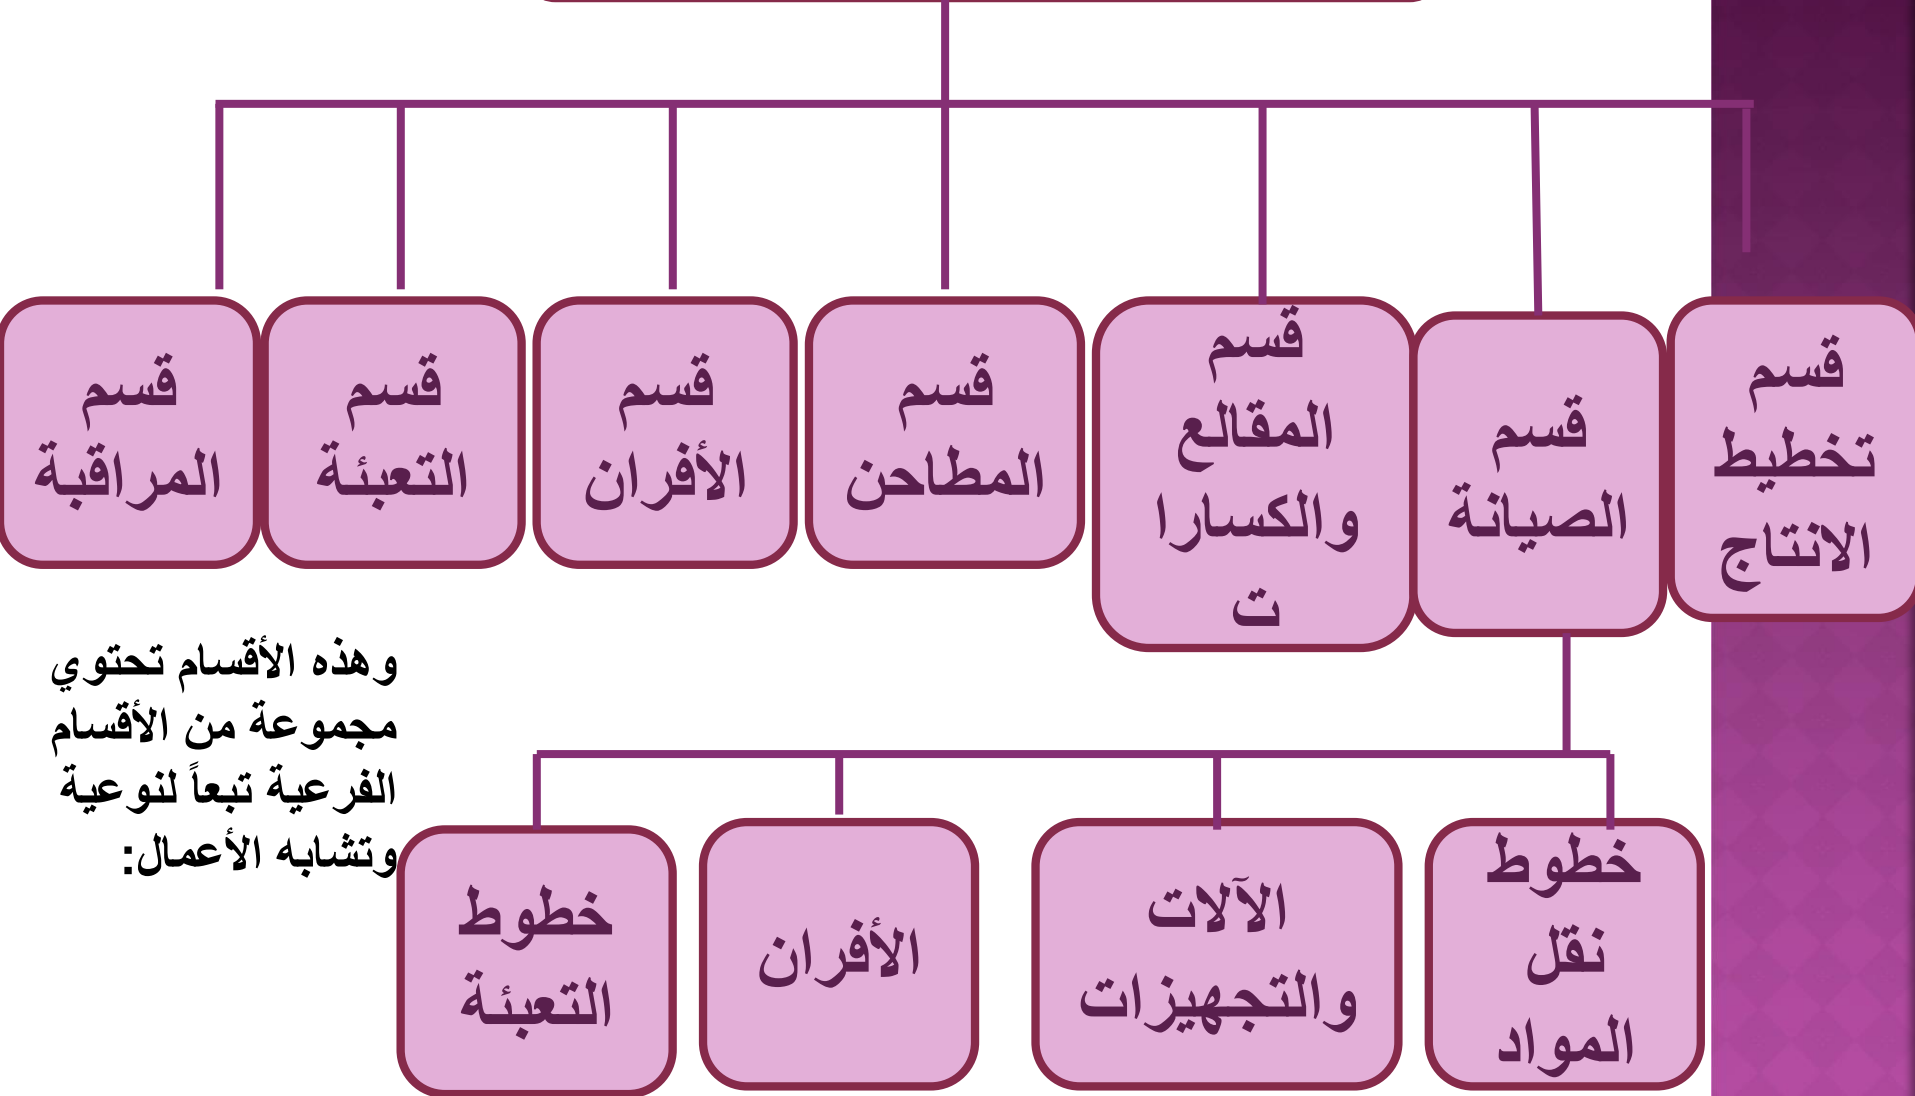 قسم
تخطيط
الانتاج
قسم
الصيانة
قسم
المقالع
والكسارا
ت
قسم
المطاحن
قسم
الأفران
قسم
التعبئة
قسم
المراقبة
وهذه الأقسام تحتوي
مجموعة من الأقسام
الفرعية تبعاً لنوعية
وتشابه الأعمال:
خطوط
نقل
المواد
الآلات
والتجهيزات
الأفران
خطوط
التعبئة